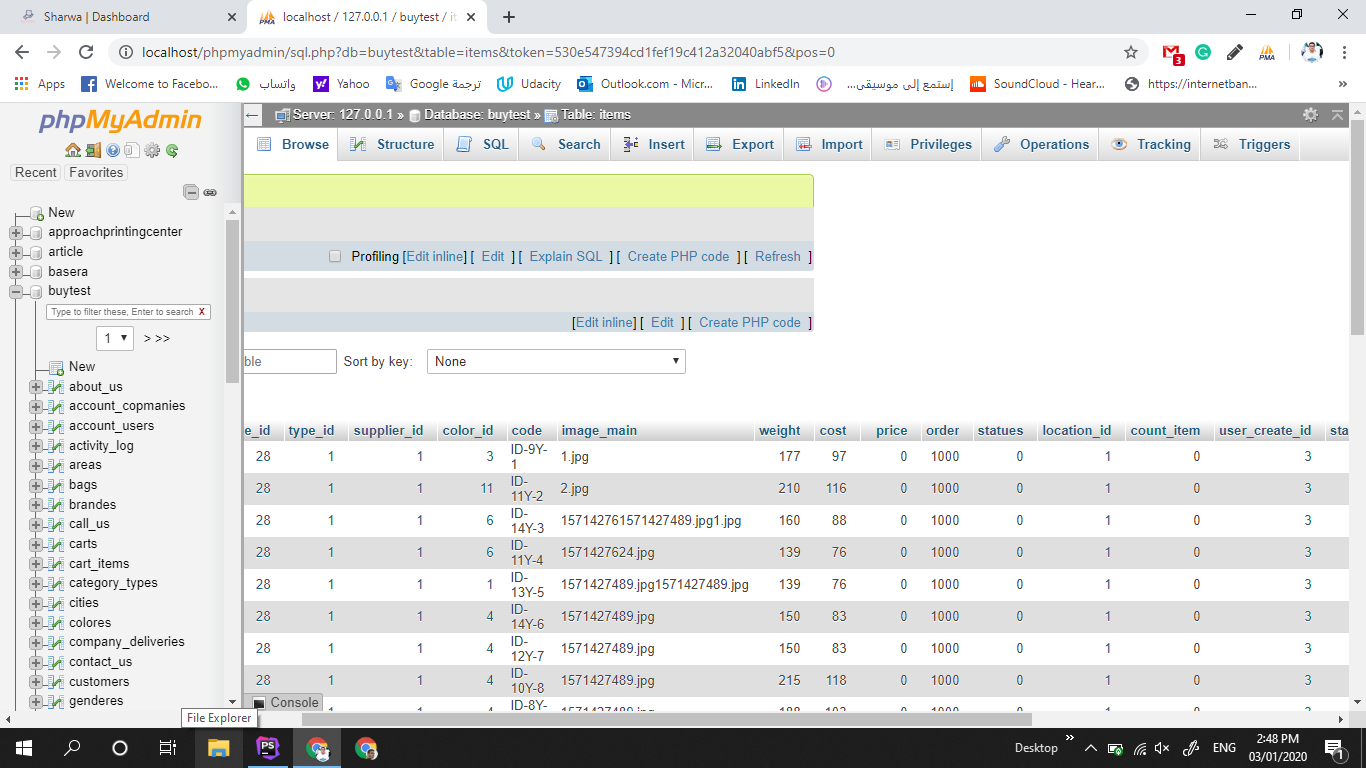 Sharwa | Dashboard
localhost / 127.0.0.1 / buytest / it
localhost/phpmyadmin/sql.php?db=buytest&table=items&token=530e547394cd1fef19c412a32040abf5&pos=0
3
Apps Welcome to Facebo... واتساب Yahoo ترجمة Google Udacity Outlook.com - Micr... LinkedIn إستمع إلى موسيقى... SoundCloud - Hear... https://internetban... »
phpMyAdmin
Recent Favorites
New
approachprintingcenter
article
basera
buytest
Type to filter these, Enter to search X
1 > >>
New
about_us
account_copmanies
account_users
activity_log
areas
bags
brandes
call_us
carts
cart_items
category_types
cities
colores
company_deliveries
contact_us
customers
genderes
Server: 127.0.0.1 » Database: buytest » Table: items
Browse Structure SQL Search Insert Export Import Privileges Operations Tracking Triggers
Profiling [Edit inline] [ Edit ] [ Explain SQL ] [ Create PHP code ] [ Refresh ]
[Edit inline] [ Edit ] [ Create PHP code ]
ble Sort by key: None
e_id type_id supplier_id color_id code image_main weight cost price order statues location_id count_item user_create_id sta
28 1 1 3 ID-9Y-1 1.jpg 177 97 0 1000 0 1 0 3
28 1 1 11 ID-11Y-2 2.jpg 210 116 0 1000 0 1 0 3
28 1 1 6 ID-14Y-3 157142761571427489.jpg1.jpg 160 88 0 1000 0 1 0 3
28 1 1 6 ID-11Y-4 1571427624.jpg 139 76 0 1000 0 1 0 3
28 1 1 1 ID-13Y-5 1571427489.jpg1571427489.jpg 139 76 0 1000 0 1 0 3
28 1 1 4 ID-14Y-6 1571427489.jpg 150 83 0 1000 0 1 0 3
28 1 1 4 ID-12Y-7 1571427489.jpg 150 83 0 1000 0 1 0 3
28 1 1 4 ID-10Y-8 1571427489.jpg 215 118 0 1000 0 1 0 3
ID-8Y-
Console
File Explorer
Desktop » ENG 2:48 PM
03/01/2020
1